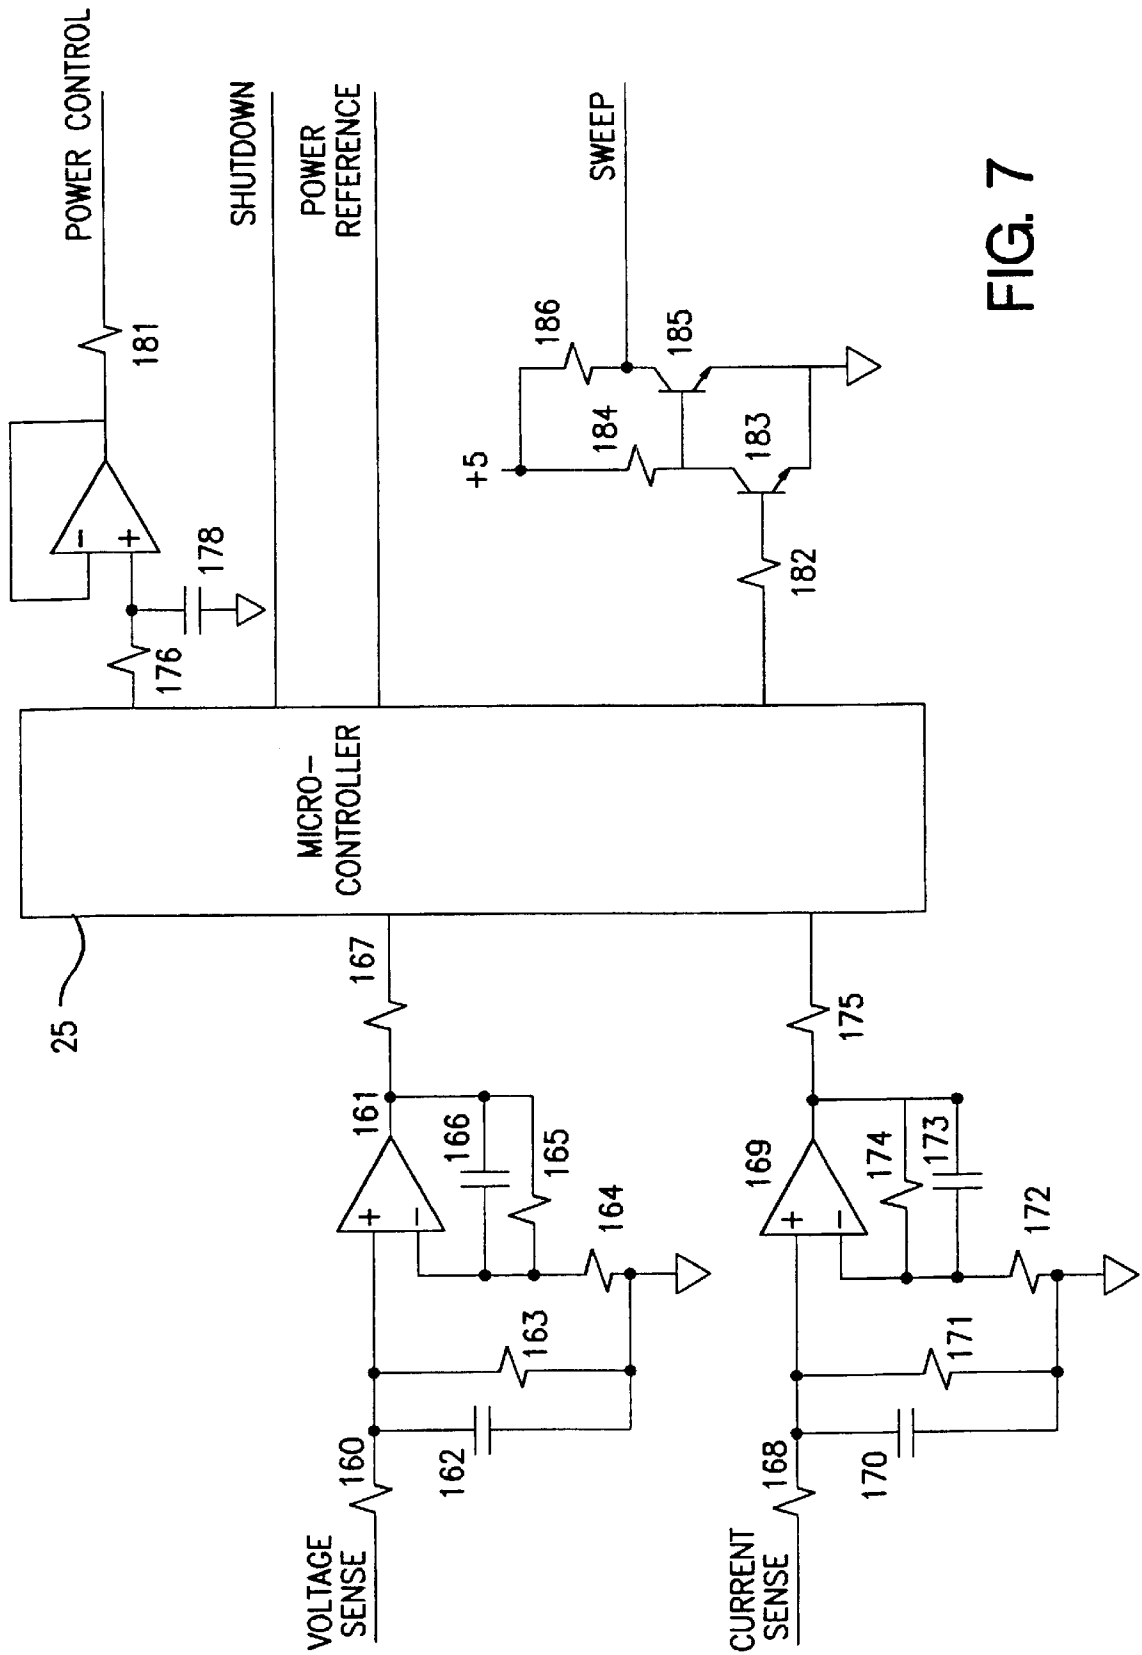 POWER CONTROL
SHUTDOWN
POWER
REFERENCE
SWEEP
181
-
+
178
176
+5
186
185
184
183
182
MICRO-
CONTROLLER
25
167
175
161
+
-
166
165
164
163
162
160
VOLTAGE
SENSE
169
+
-
174
173
172
171
170
168
CURRENT
SENSE
FIG. 7